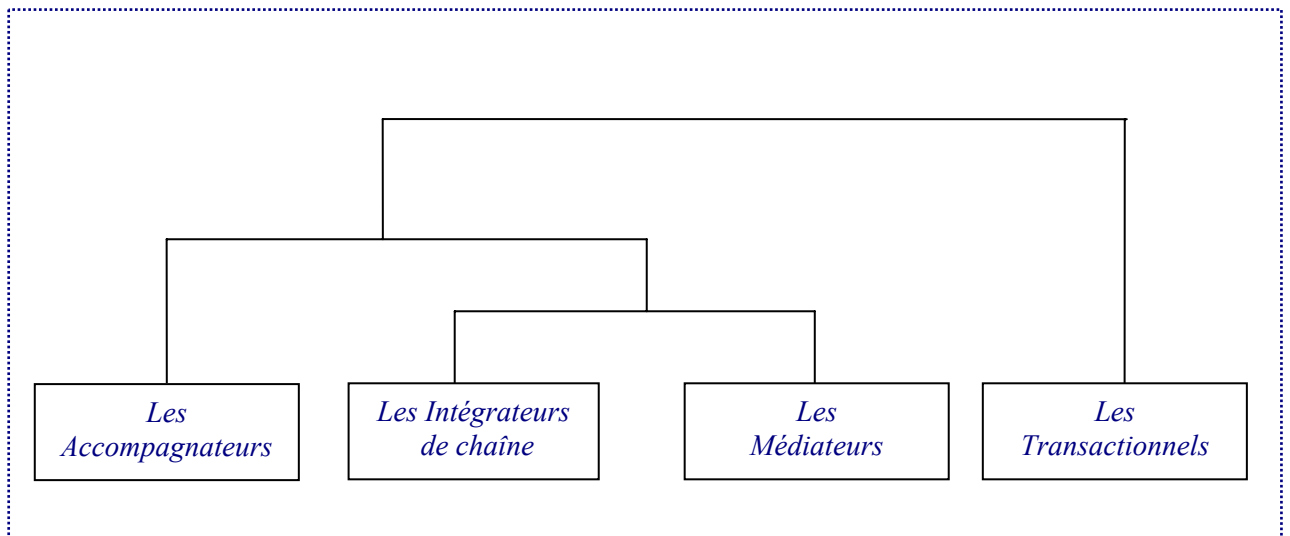 Les
Accompagnateurs
Les Intégrateurs
de chaîne
Les
Médiateurs
Les
Transactionnels